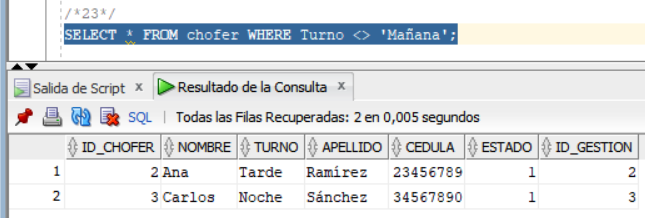 /*23*/
SELECT * FROM chofer WHERE Turno <> 'Mañana';
Salida de Script x Resultado de la Consulta x
SQL | Todas las Filas Recuperadas: 2 en 0,005 segundos
ID_CHOFER NOMBRE TURNO APELLIDO CEDULA ESTADO ID_GESTION
1 2 Ana Tarde Ramírez 23456789 1 2
2 3 Carlos Noche Sánchez 34567890 1 3